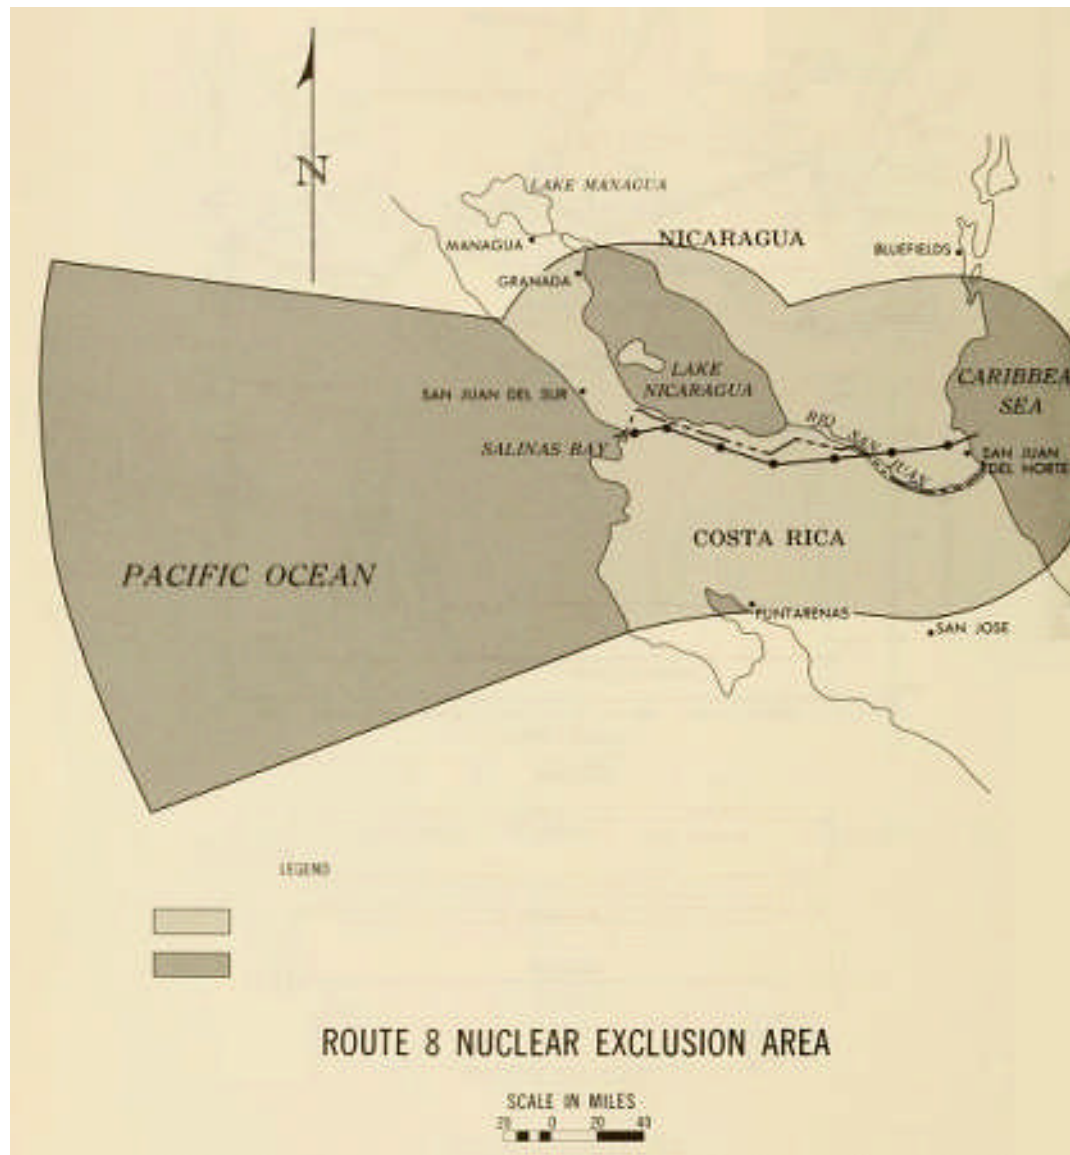 N
LAKE MANAGUA
MANAGUA
NICARAGUA
BLUEFIELDS
GRANADA
LAKE
NICARAGUA
CARIBBEA
SEA
SAN JUAN DEL SUR
RIO SAN JUAN
SALINAS BAY
SAN JUAN
DEL NORTE
COSTA RICA
PACIFIC OCEAN
PUNTARENAS
SAN JOSE
LEGEND
ROUTE 8 NUCLEAR EXCLUSION AREA
SCALE IN MILES
20 0 20 40